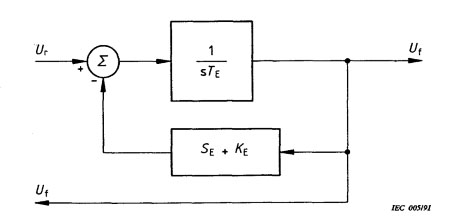 U_r
+
Σ
−
1
sT_E
U_f
S_E + K_E
U_f
IEC 005/91